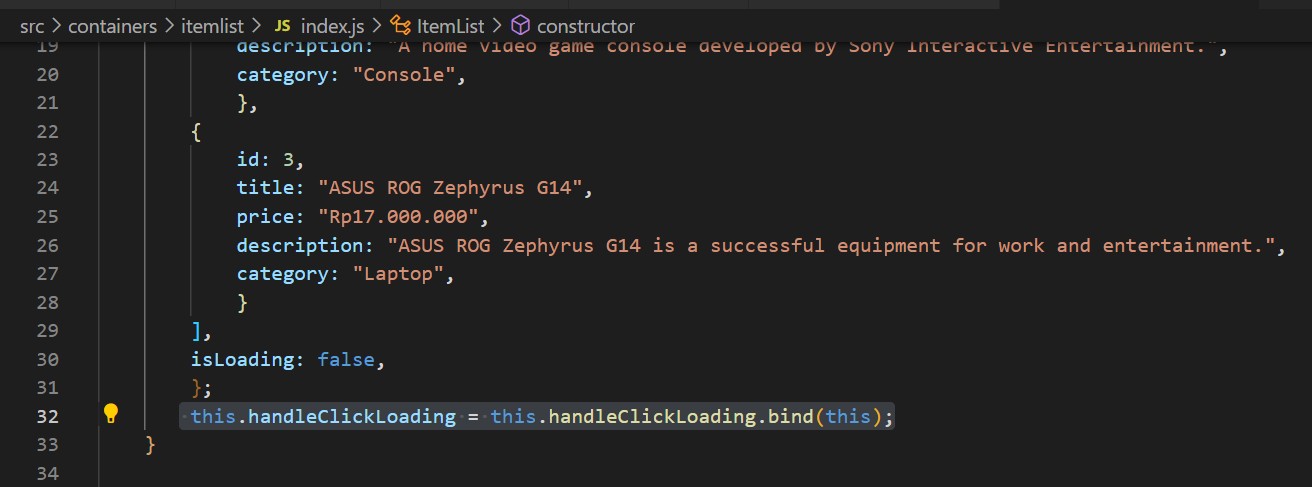 src > containers > itemlist > JS index.js > ItemList > constructor
19 description: "A home video game console developed by Sony Interactive Entertainment.",
20 category: "Console",
21 },
22 {
23 id: 3,
24 title: "ASUS ROG Zephyrus G14",
25 price: "Rp17.000.000",
26 description: "ASUS ROG Zephyrus G14 is a successful equipment for work and entertainment.",
27 category: "Laptop",
28 }
29 ],
30 isLoading: false,
31 };
32 this.handleClickLoading = this.handleClickLoading.bind(this);
33 }
34